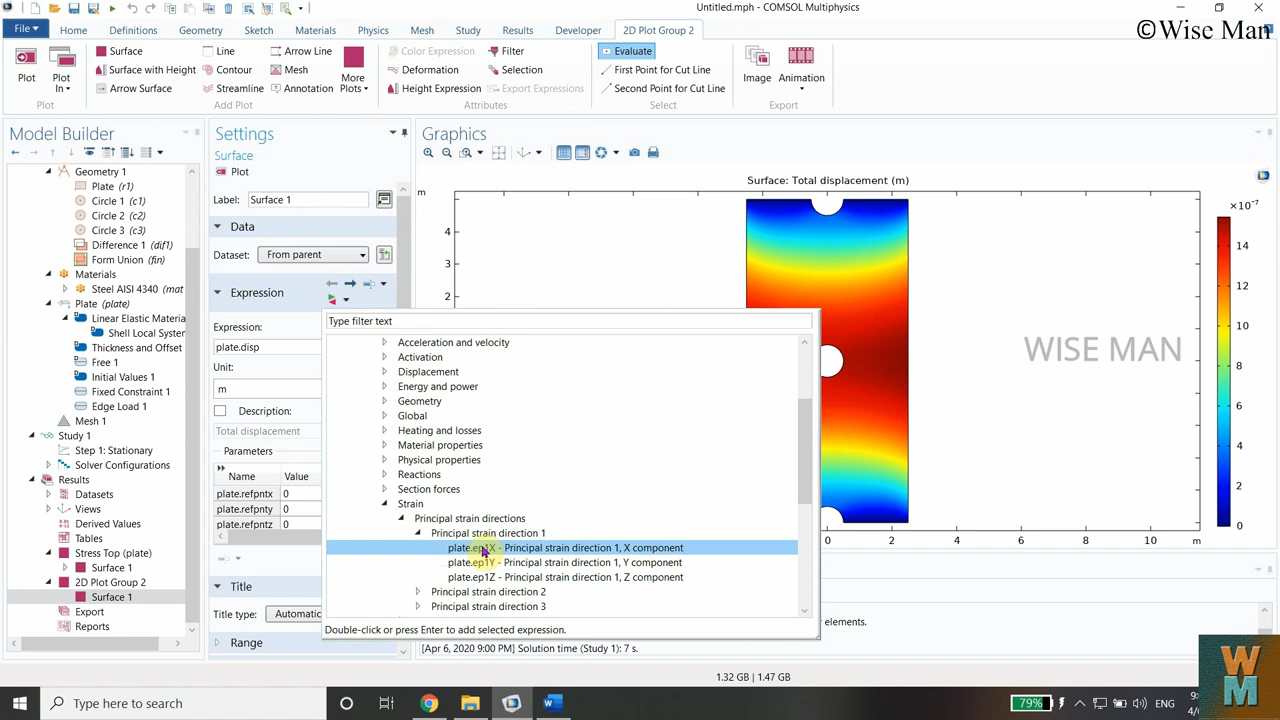 Untitled.mph - COMSOL Multiphysics
©Wise Man
File
Home
Definitions
Geometry
Sketch
Materials
Physics
Mesh
Study
Results
Developer
2D Plot Group 2
Plot
Plot In
Plot
Surface
Surface with Height
Arrow Surface
Line
Contour
Streamline
Arrow Line
Mesh
Annotation
More Plots
Add Plot
Color Expression
Deformation
Height Expression
Filter
Selection
Export Expressions
Attributes
Evaluate
First Point for Cut Line
Second Point for Cut Line
Select
Image
Animation
Export
Model Builder
Geometry 1
Plate (r1)
Circle 1 (c1)
Circle 2 (c2)
Circle 3 (c3)
Difference 1 (dif1)
Form Union (fin)
Materials
Steel AISI 4340 (mat
Plate (plate)
Linear Elastic Materia
Shell Local Syster
Thickness and Offset
Free 1
Initial Values 1
Fixed Constraint 1
Edge Load 1
Mesh 1
Study 1
Step 1: Stationary
Solver Configurations
Results
Datasets
Views
Derived Values
Tables
Stress Top (plate)
Surface 1
2D Plot Group 2
Surface 1
Export
Reports
Settings
Surface
Plot
Label: Surface 1
Data
Dataset: From parent
Expression
Expression:
plate.disp
Unit:
m
Description:
Total displacement
Parameters
Name Value
plate.refpntx 0
plate.refpnty 0
plate.refpntz 0
Title
Title type: Automatic
Range
Type filter text
Acceleration and velocity
Activation
Displacement
Energy and power
Geometry
Global
Heating and losses
Material properties
Physical properties
Reactions
Section forces
Strain
Principal strain directions
Principal strain direction 1
plate.ep1X - Principal strain direction 1, X component
plate.ep1Y - Principal strain direction 1, Y component
plate.ep1Z - Principal strain direction 1, Z component
Principal strain direction 2
Principal strain direction 3
Double-click or press Enter to add selected expression.
Graphics
Surface: Total displacement (m)
m
4
3
2
0
2
4
6
8
10
m
×10⁻⁷
14
12
10
8
6
4
2
0
WISE MAN
le elements.
[Apr 6, 2020 9:00 PM] Solution time (Study 1): 7 s.
1.32 GB | 1.47 GB
Type here to search
79%
ENG
9:
4/
WM